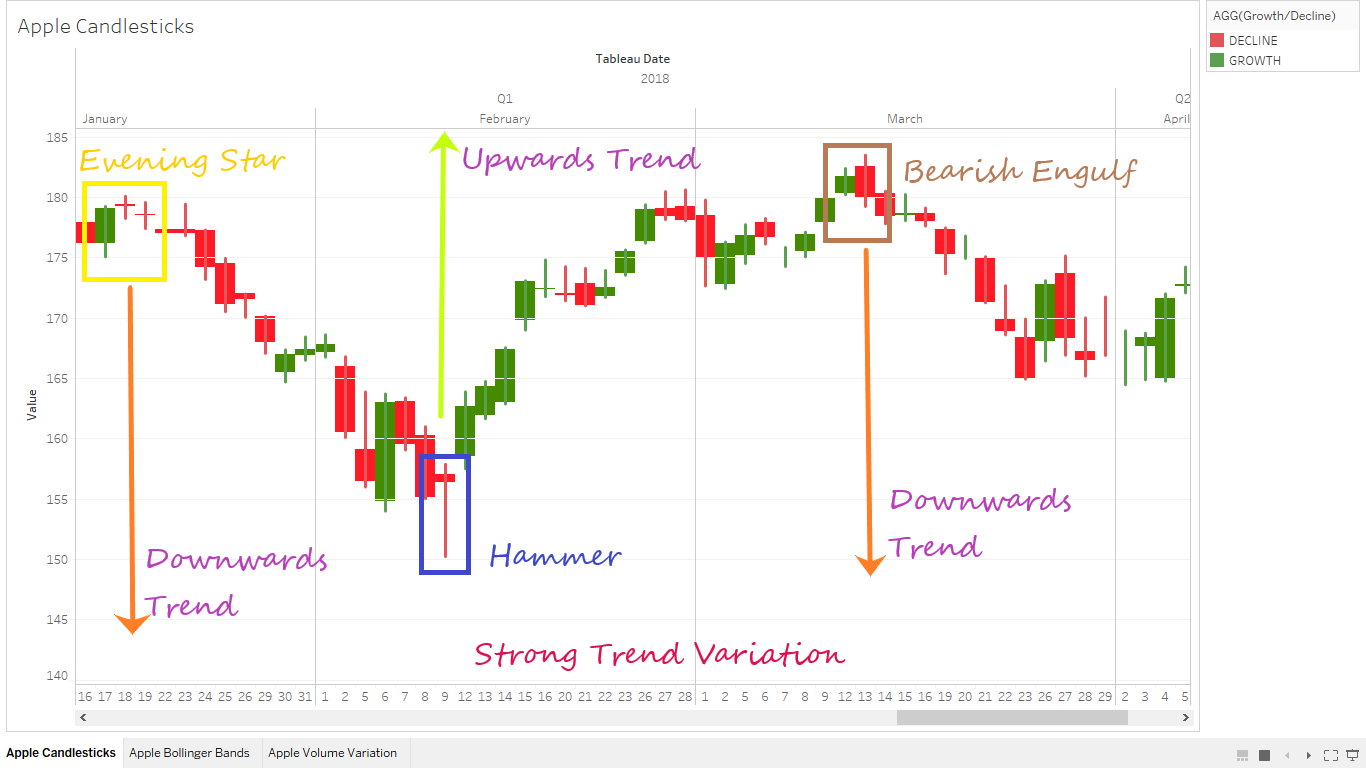 Apple Candlesticks
AGG(Growth/Decline)
DECLINE
GROWTH
Tableau Date
2018
Q1 Q2
January February March April
185
Evening Star
Upwards Trend
Bearish Engulf
180
175
170
165
Value
160
155
150
Hammer
Downwards
Trend
Downwards
Trend
145
Strong Trend Variation
140
16 17 18 19 22 23 24 25 26 29 30 31 1 2 5 6 7 8 9 12 13 14 15 16 20 21 22 23 26 27 28 1 2 5 6 7 8 9 12 13 14 15 16 19 20 21 22 23 26 27 28 29 2 3 4 5
Apple Candlesticks Apple Bollinger Bands Apple Volume Variation